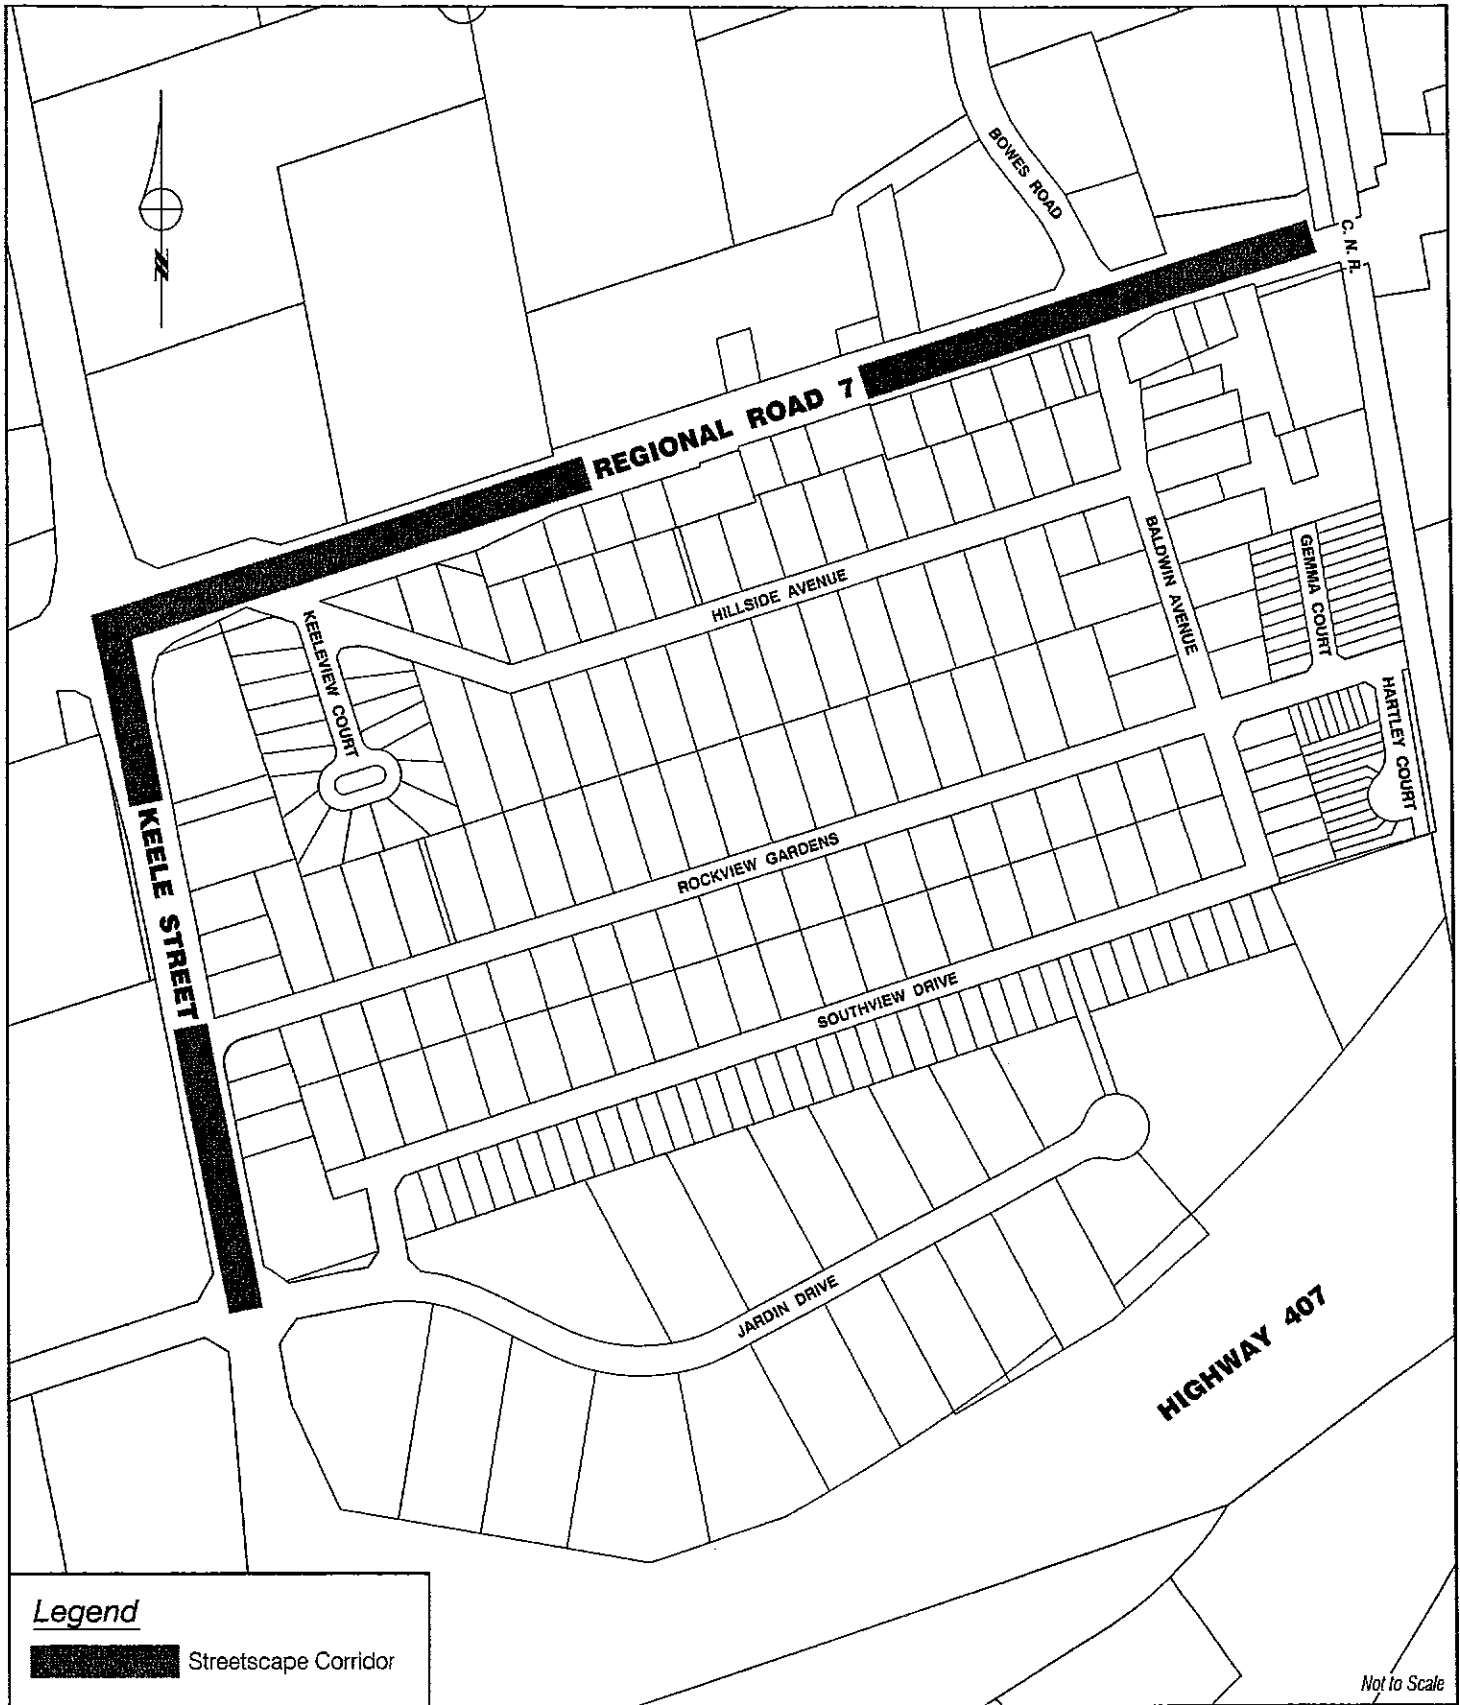 N
BOWES ROAD
C. N. R.
REGIONAL ROAD 7
HILLSIDE AVENUE
BALDWIN AVENUE
GEMMA COURT
KEELEVIEW COURT
HARTLEY COURT
KEELE STREET
ROCKVIEW GARDENS
SOUTHVIEW DRIVE
JARDIN DRIVE
HIGHWAY 407
Legend
Streetscape Corridor
Not to Scale